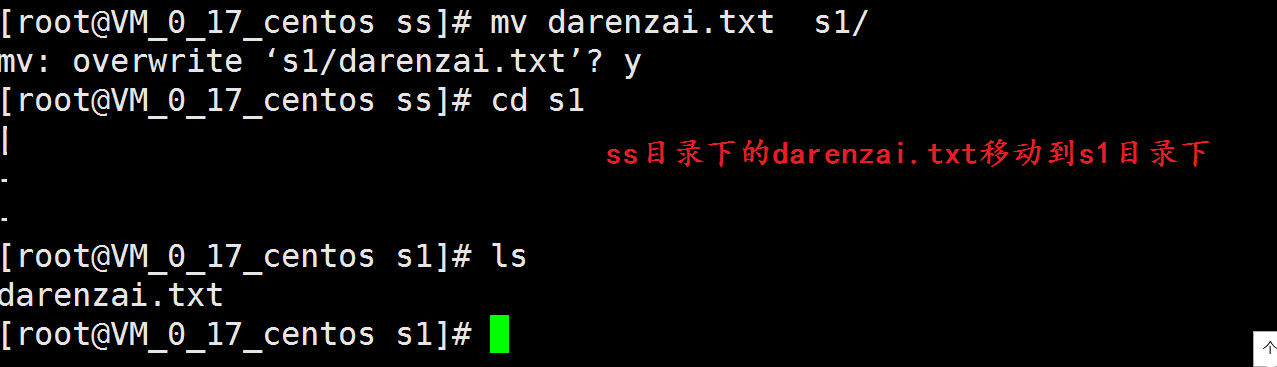 [root@VM_0_17_centos ss]# mv darenzai.txt  s1/
mv: overwrite ‘s1/darenzai.txt’? y
[root@VM_0_17_centos ss]# cd s1
[
ss目录下的darenzai.txt移动到s1目录下
-
-
[root@VM_0_17_centos s1]# ls
darenzai.txt
[root@VM_0_17_centos s1]#
个